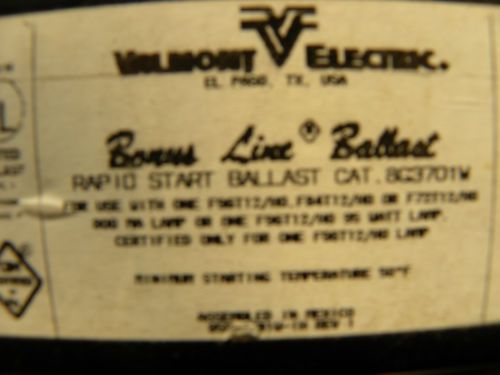 VALMONT ELECTRIC.
EL PASO, TX, USA
Bonus Line® Ballast
RAPID START BALLAST CAT. 8G3701W
FOR USE WITH ONE F96T12/HO, F84T12/HO OR F72T12/HO
800 MA LAMP OR ONE F96T12/HO 95 WATT LAMP.
CERTIFIED ONLY FOR ONE F96T12/HO LAMP
MINIMUM STARTING TEMPERATURE 50°F
ASSEMBLED IN MEXICO
REV 1